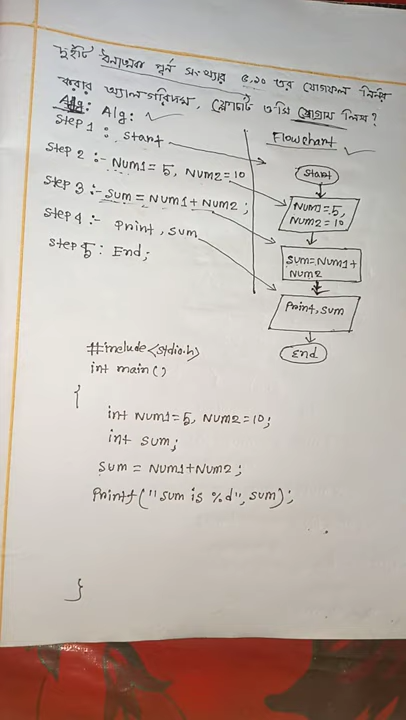 দুইটি ধনাত্মক পূর্ন সংখ্যার ৫,১০ এর যোগফল নির্নয়
করার অ্যালগরিদম, ফ্লোচার্ট ও সি প্রোগ্রাম লিখ?
Alg: Alg:
Step 1 : Start
Step 2 :- Num1 = 5, Num2 = 10
Step 3 :- Sum = Num1 + Num2 ;
Step 4 :- Print, sum
Step 5 : End;
Flowchart
Start
Num1 = 5,
Num2 = 10
Sum = Num1 +
Num2
Print, sum
End
#include <stdio.h>
int main()
{
int Num1 = 5, Num2 = 10;
int sum;
Sum = Num1 + Num2 ;
Printf("Sum is %d", sum);
}